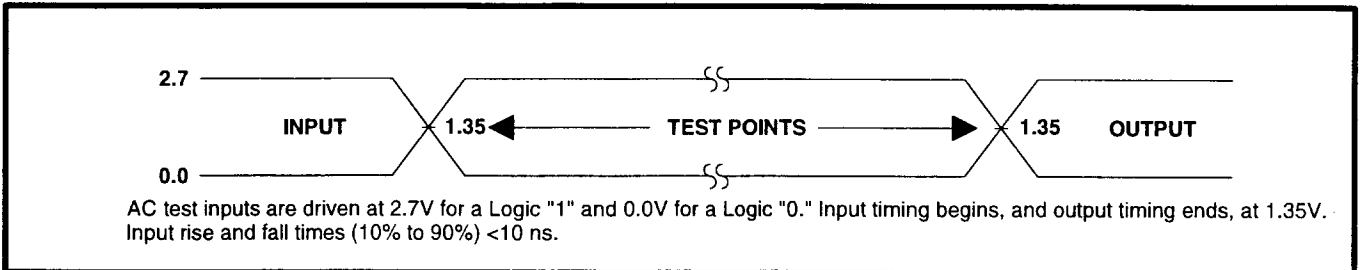 2.7
INPUT 1.35 TEST POINTS 1.35 OUTPUT
0.0
AC test inputs are driven at 2.7V for a Logic "1" and 0.0V for a Logic "0." Input timing begins, and output timing ends, at 1.35V.
Input rise and fall times (10% to 90%) <10 ns.